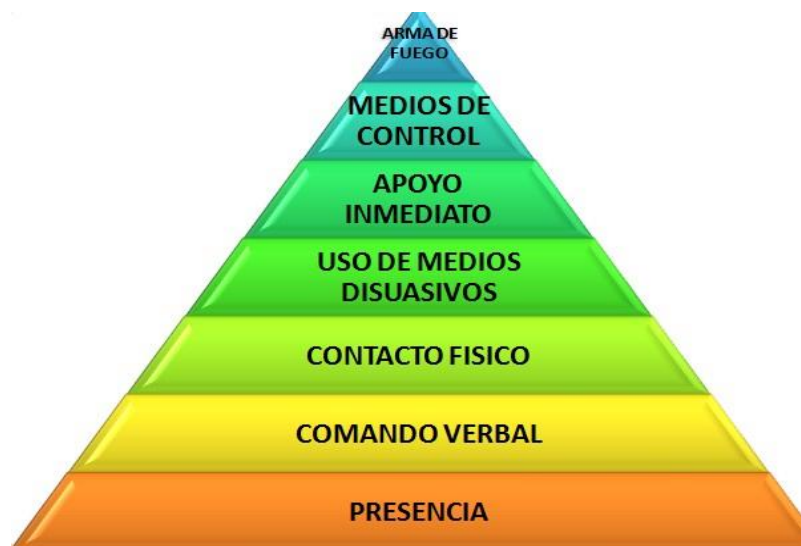 ARMA DE
FUEGO
MEDIOS DE
CONTROL
APOYO
INMEDIATO
USO DE MEDIOS
DISUASIVOS
CONTACTO FISICO
COMANDO VERBAL
PRESENCIA